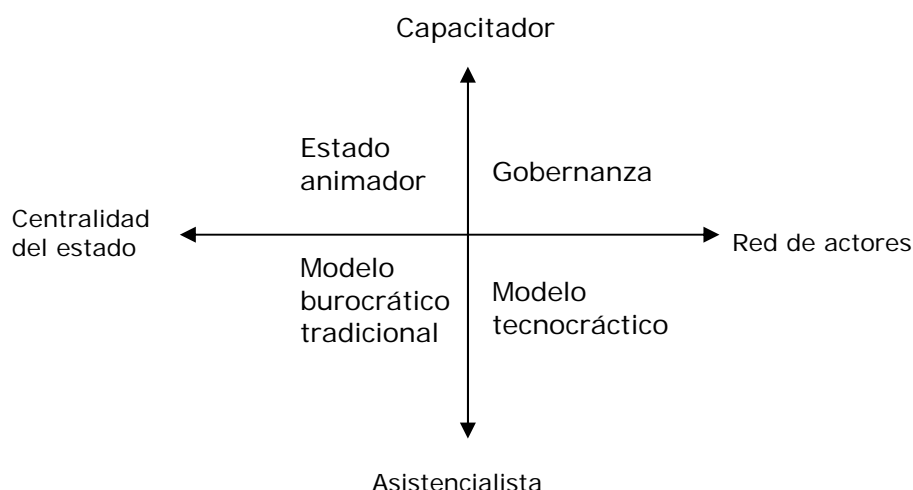 Capacitador
Estado
animador
Gobernanza
Centralidad
del estado
Red de actores
Modelo
burocrático
tradicional
Modelo
tecnocráctico
Asistencialista